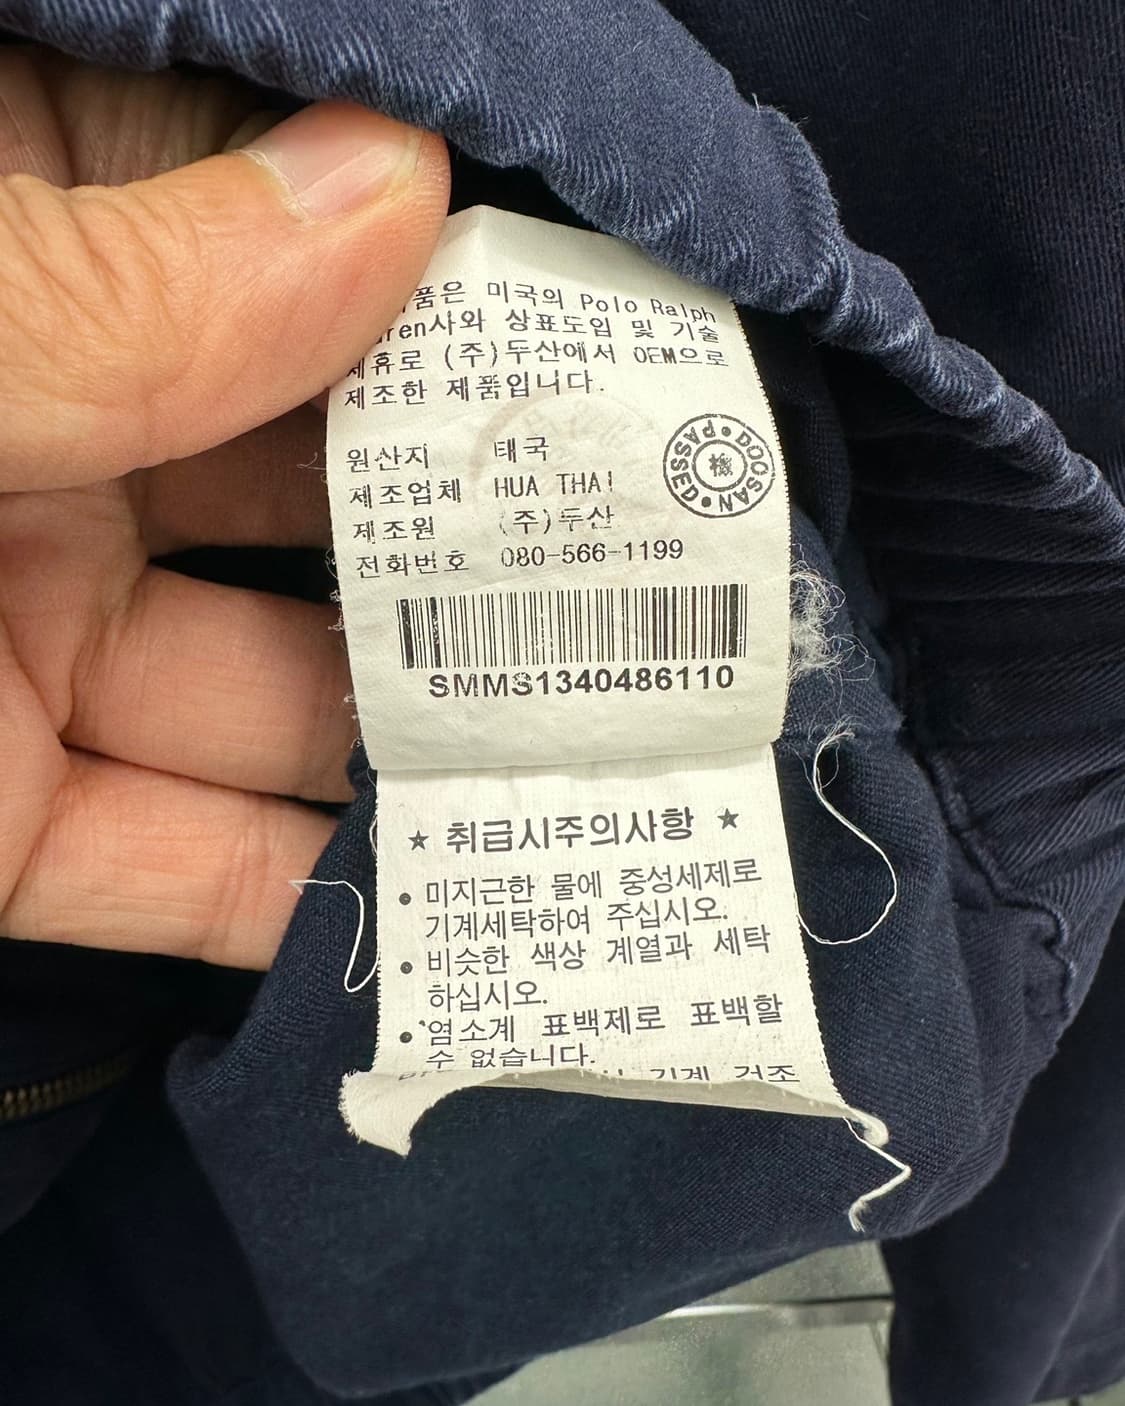 품은 미국의 Polo Ralph
ren사와 상표도입 및 기술
제휴로 (주)두산에서 OEM으로
제조한 제품입니다.
원산지 태국
제조업체 HUA THAI
제조원 (주)두산
전화번호 080-566-1199
DOOSAN • PASSED •
機
SMMS1340486110
★ 취급시주의사항 ★
• 미지근한 물에 중성세제로
기계세탁하여 주십시오.
• 비슷한 색상 계열과 세탁
하십시오.
• 염소계 표백제로 표백할
수 없습니다.
기계 건조